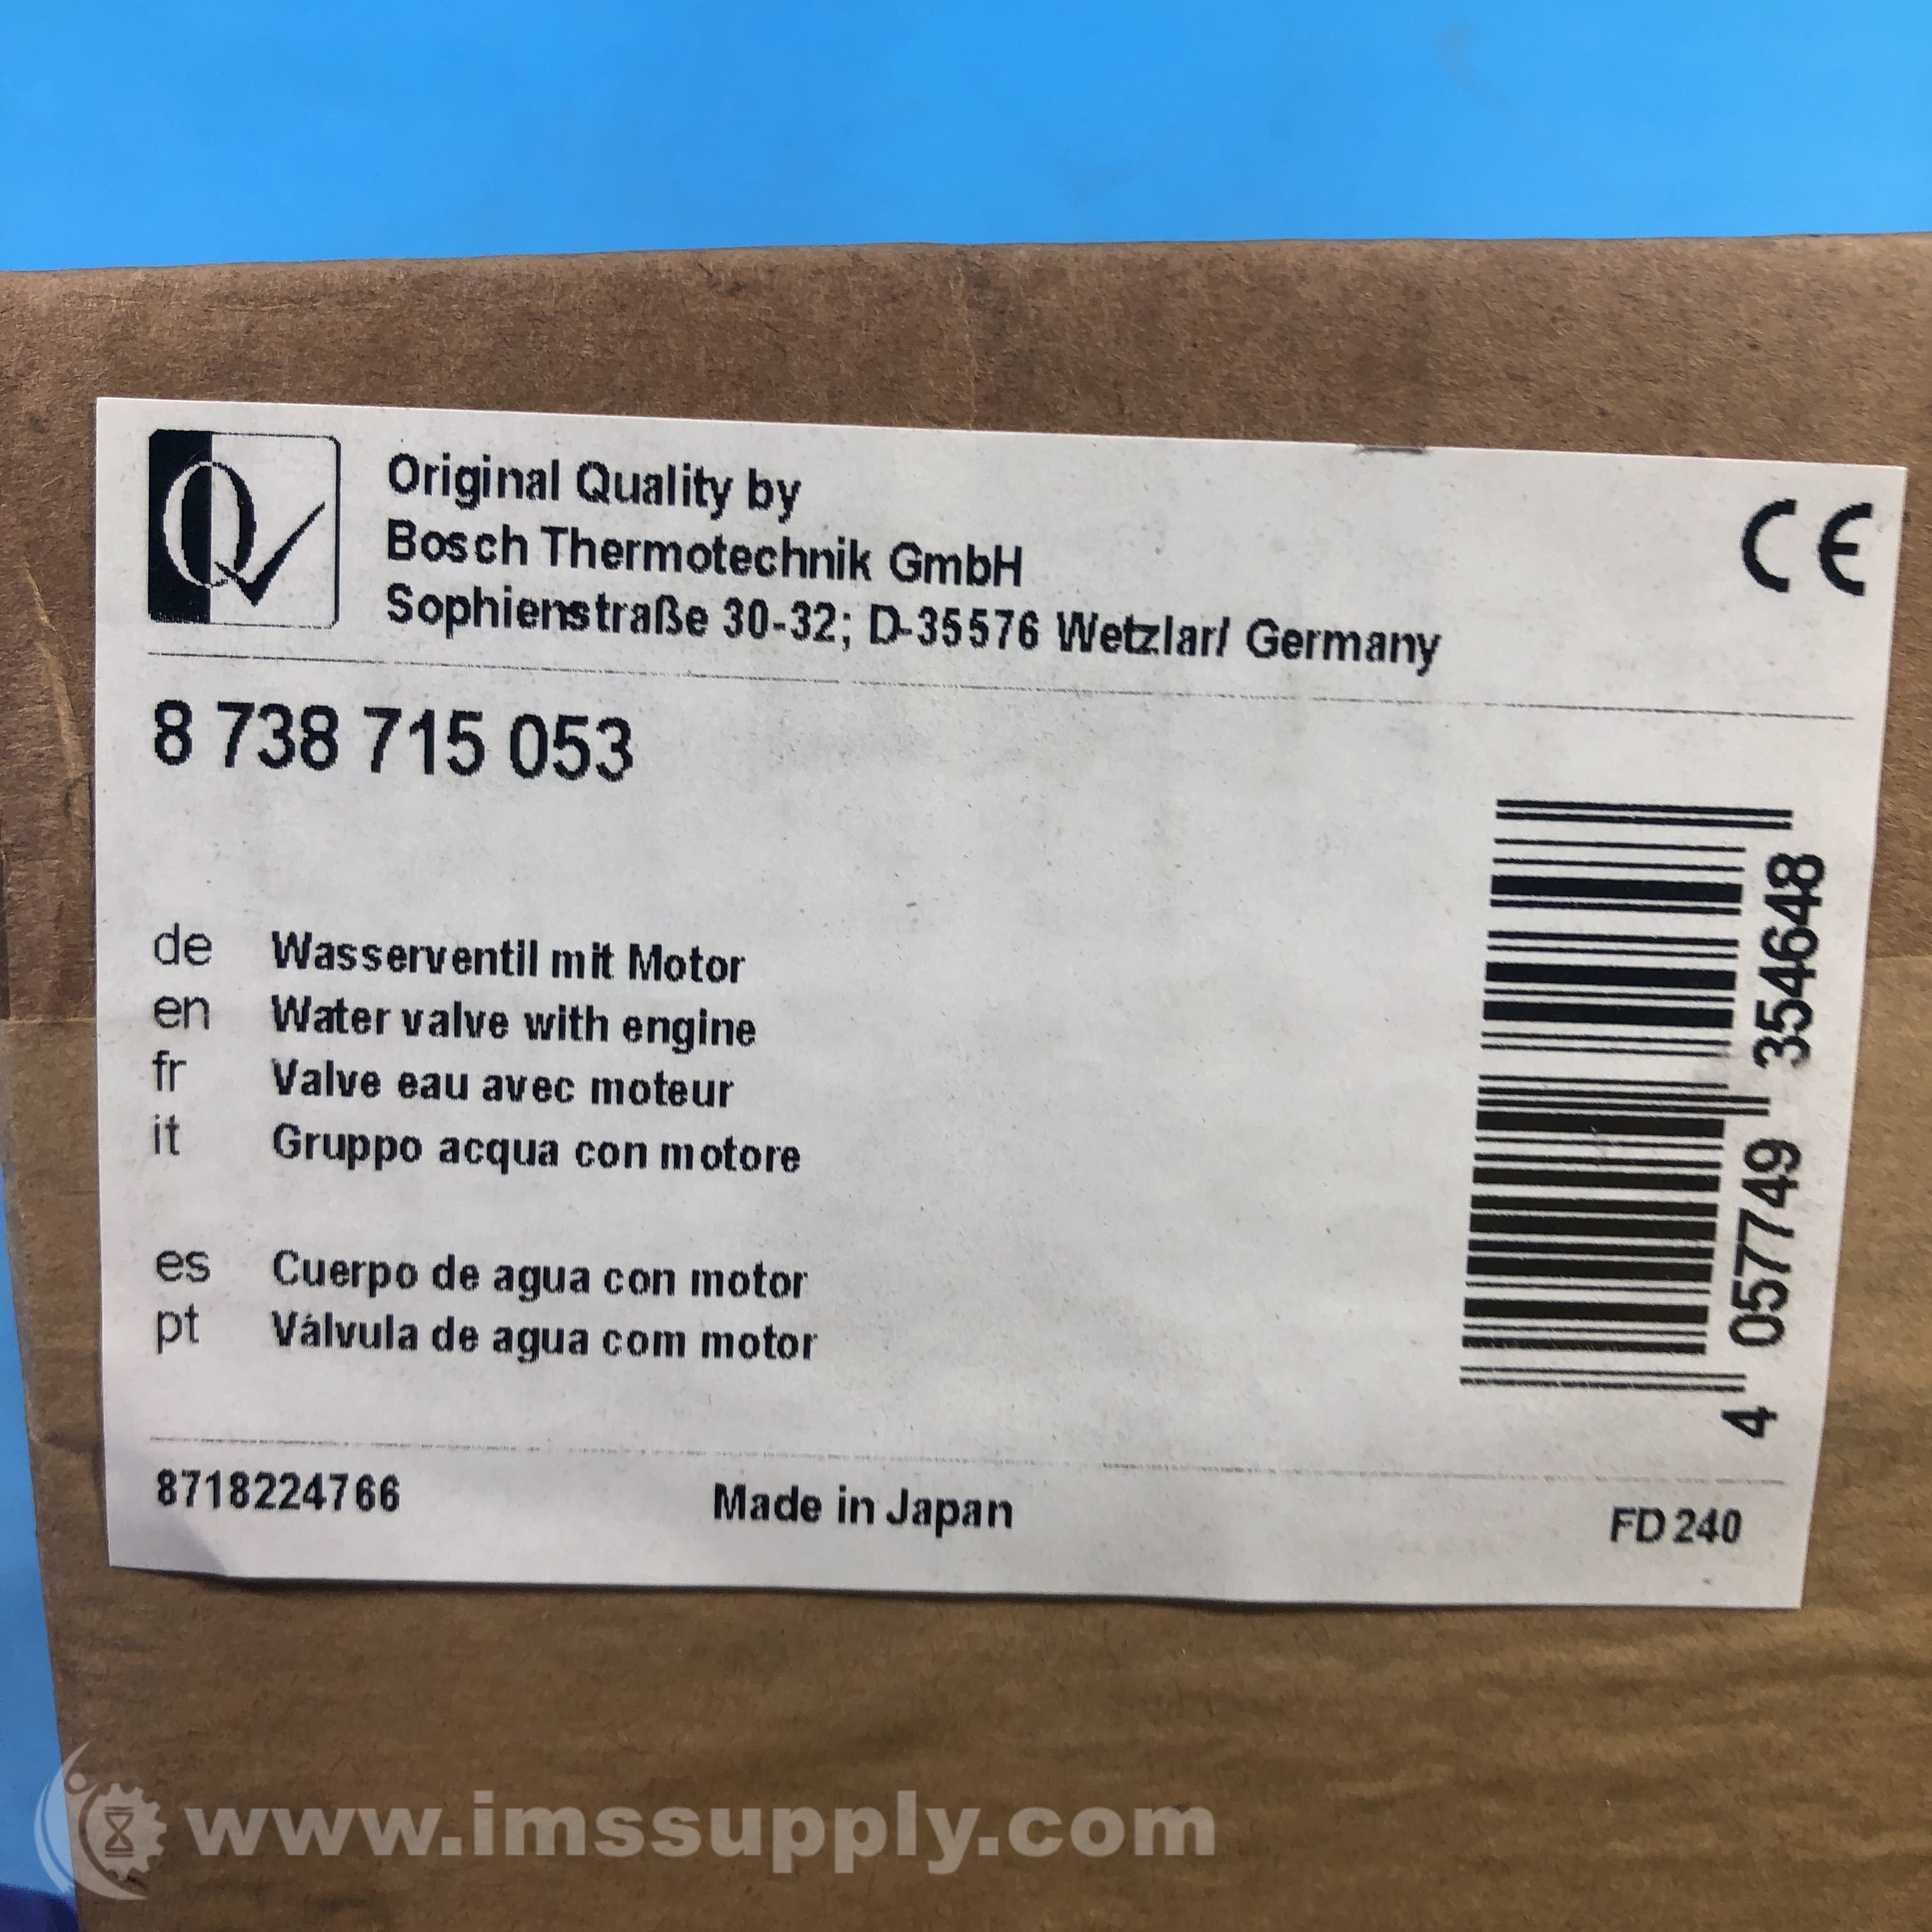 Original Quality by
Bosch Thermotechnik GmbH
Sophienstraße 30-32; D-35576 Wetzlar/ Germany
CE
8 738 715 053
de Wasserventil mit Motor
en Water valve with engine
fr Valve eau avec moteur
it Gruppo acqua con motore
es Cuerpo de agua con motor
pt Válvula de agua com motor
4 057749 354648
8718224766 Made in Japan FD 240
www.imssupply.com